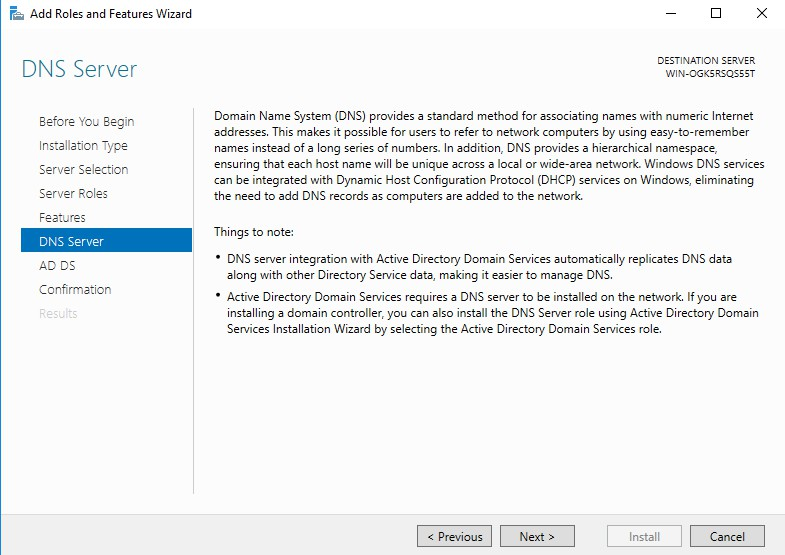 Add Roles and Features Wizard
DNS Server
DESTINATION SERVER
WIN-OGK5RSQS55T
Before You Begin
Installation Type
Server Selection
Server Roles
Features
DNS Server
AD DS
Confirmation
Results
Domain Name System (DNS) provides a standard method for associating names with numeric Internet
addresses. This makes it possible for users to refer to network computers by using easy-to-remember
names instead of a long series of numbers. In addition, DNS provides a hierarchical namespace,
ensuring that each host name will be unique across a local or wide-area network. Windows DNS services
can be integrated with Dynamic Host Configuration Protocol (DHCP) services on Windows, eliminating
the need to add DNS records as computers are added to the network.
Things to note:
• DNS server integration with Active Directory Domain Services automatically replicates DNS data
along with other Directory Service data, making it easier to manage DNS.
• Active Directory Domain Services requires a DNS server to be installed on the network. If you are
installing a domain controller, you can also install the DNS Server role using Active Directory Domain
Services Installation Wizard by selecting the Active Directory Domain Services role.
< Previous
Next >
Install
Cancel